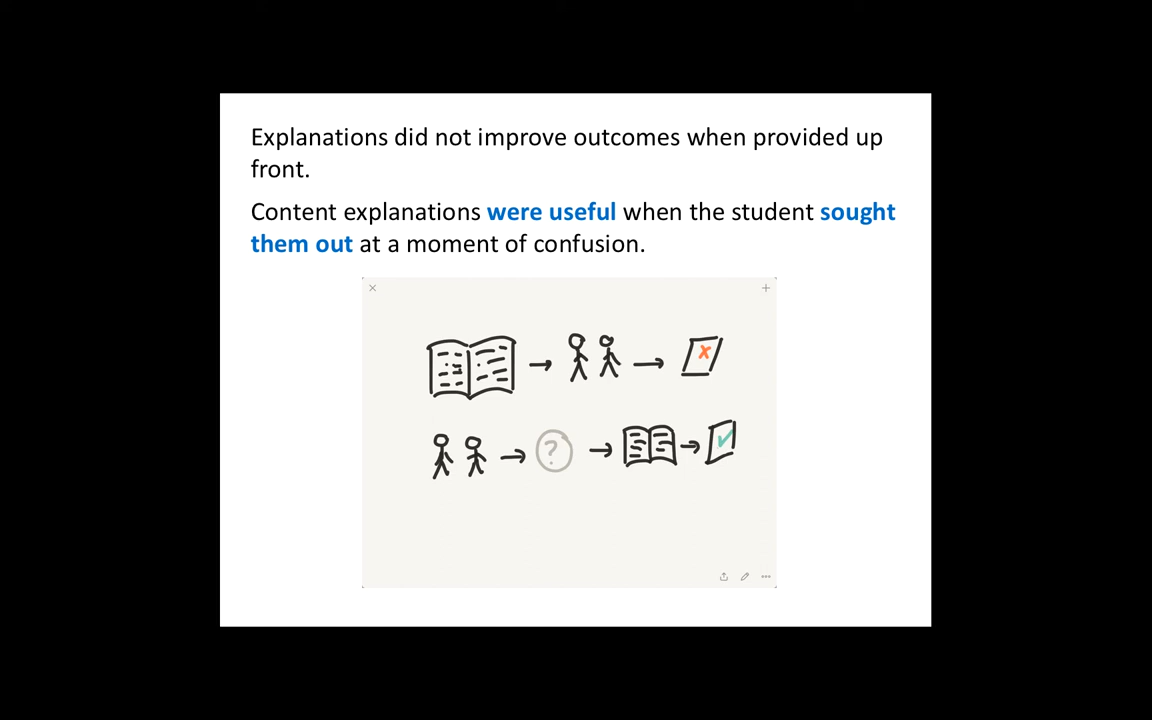 Explanations did not improve outcomes when provided up
front.
Content explanations were useful when the student sought
them out at a moment of confusion.
?